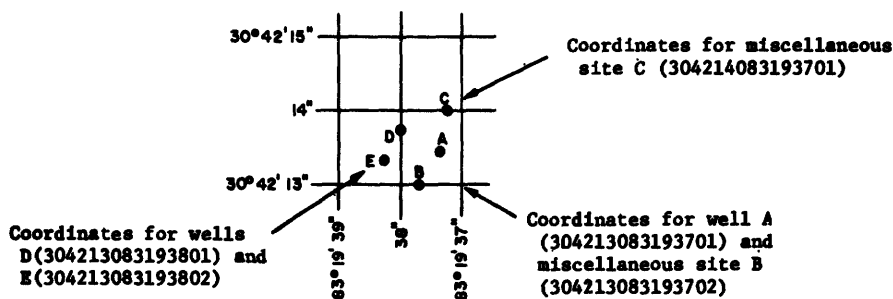 30° 42' 15"
Coordinates for miscellaneous
site C (304214083193701)
14"
C
D
A
E
B
30° 42' 13"
Coordinates for wells
D(304213083193801) and
E(304213083193802)
83° 19' 39"
38"
83° 19' 37"
Coordinates for well A
(304213083193701) and
miscellaneous site B
(304213083193702)